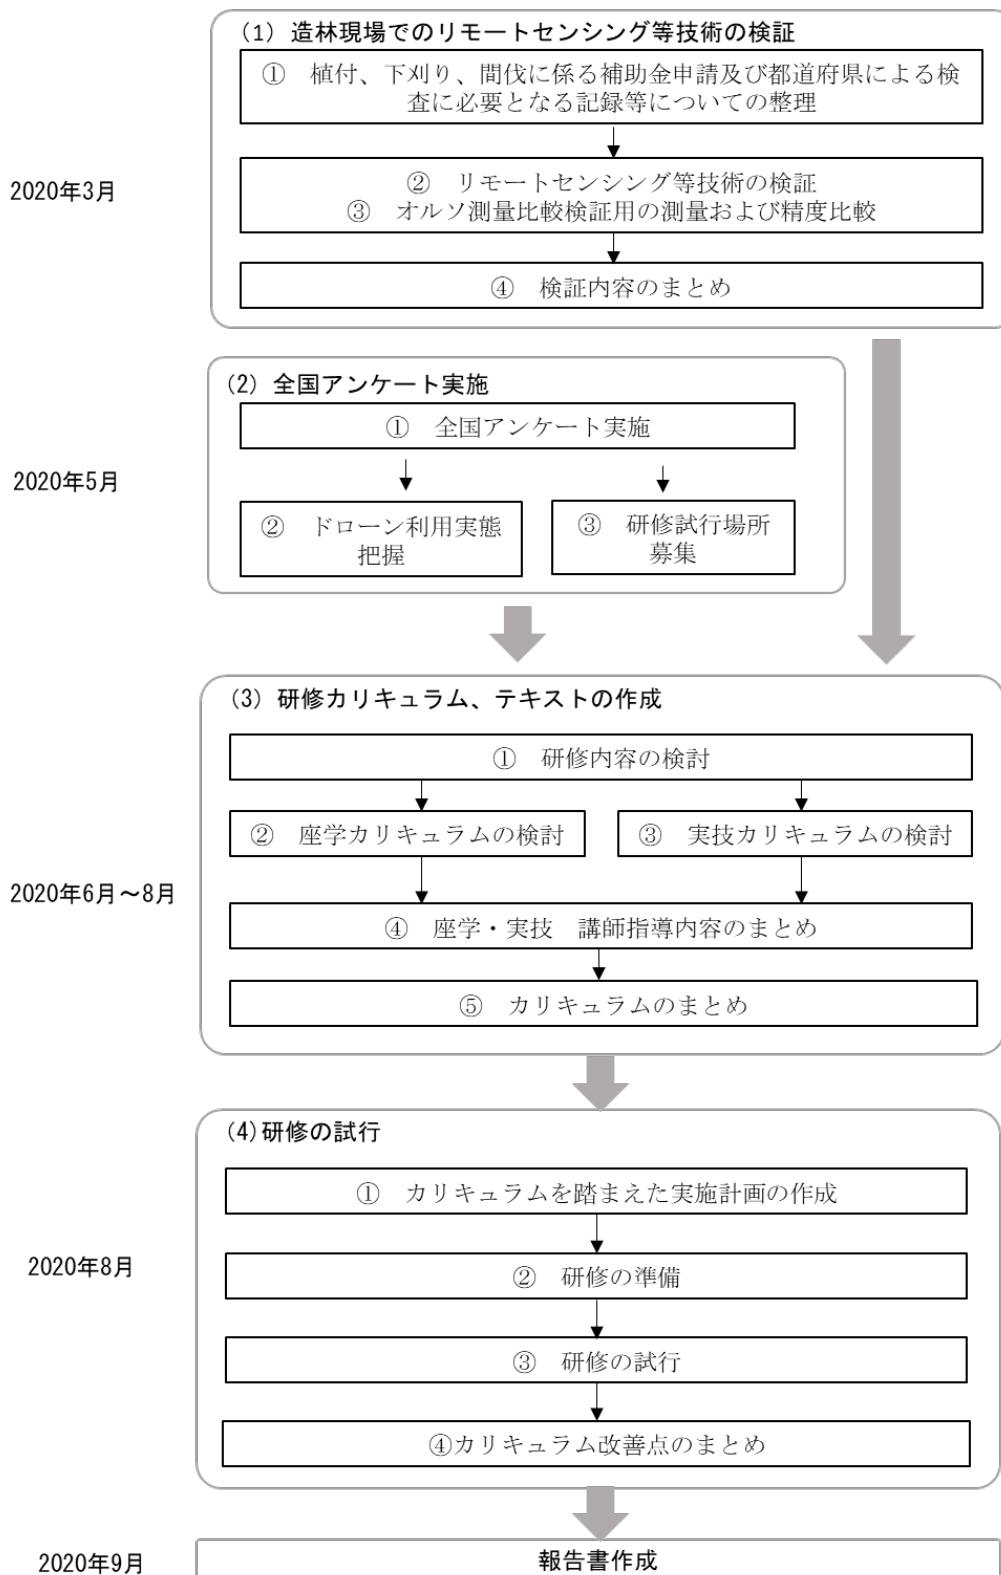 (1) 造林現場でのリモートセンシング等技術の検証
① 植付、下刈り、間伐に係る補助金申請及び都道府県による検
査に必要となる記録等についての整理
2020年3月
② リモートセンシング等技術の検証
③ オルソ測量比較検証用の測量および精度比較
④ 検証内容のまとめ
(2) 全国アンケート実施
① 全国アンケート実施
2020年5月
② ドローン利用実態
把握
③ 研修試行場所
募集
(3) 研修カリキュラム、テキストの作成
① 研修内容の検討
② 座学カリキュラムの検討
③ 実技カリキュラムの検討
2020年6月～8月
④ 座学・実技 講師指導内容のまとめ
⑤ カリキュラムのまとめ
(4)研修の試行
① カリキュラムを踏まえた実施計画の作成
2020年8月
② 研修の準備
③ 研修の試行
④カリキュラム改善点のまとめ
2020年9月
報告書作成